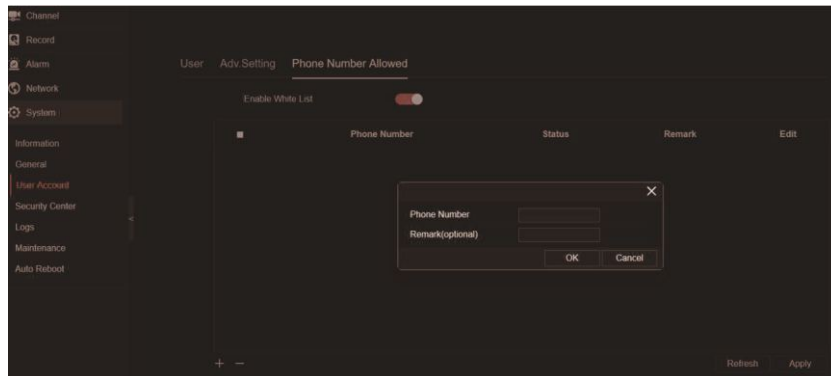 Channel
Record
Alarm
Network
System
Information
General
User Account
Security Center
Logs
Maintenance
Auto Reboot
User Adv.Setting Phone Number Allowed
Enable White List
Phone Number Status Remark Edit
Phone Number
Remark(optional)
OK Cancel
Refresh Apply